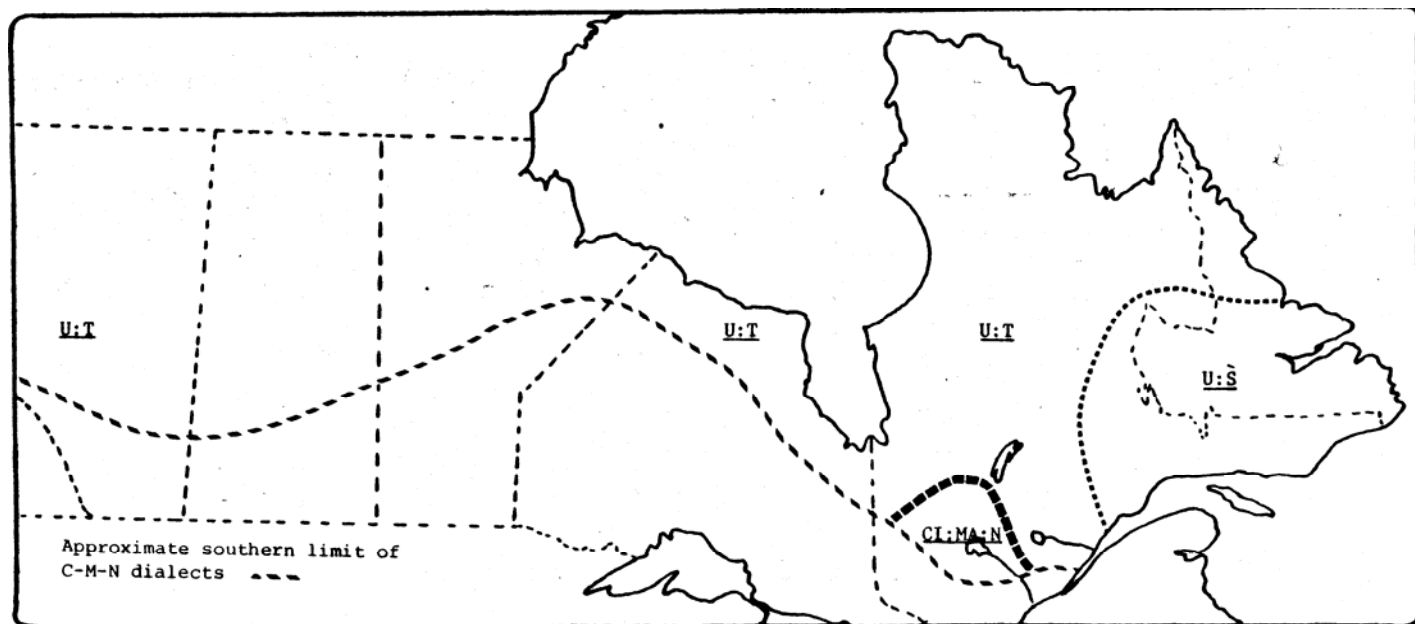 U:T
U:T
U:T
U:Š
CI:MA:N
Approximate southern limit of
C-M-N dialects